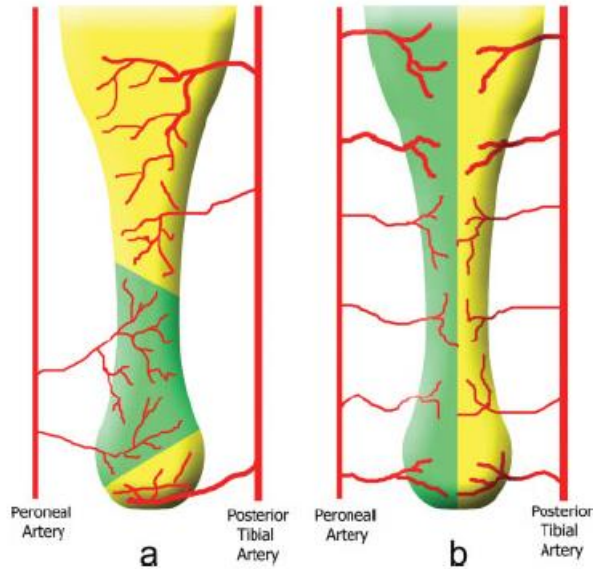 Peroneal
Artery
Posterior
Tibial
Artery
a
Peroneal
Artery
Posterior
Tibial
Artery
b